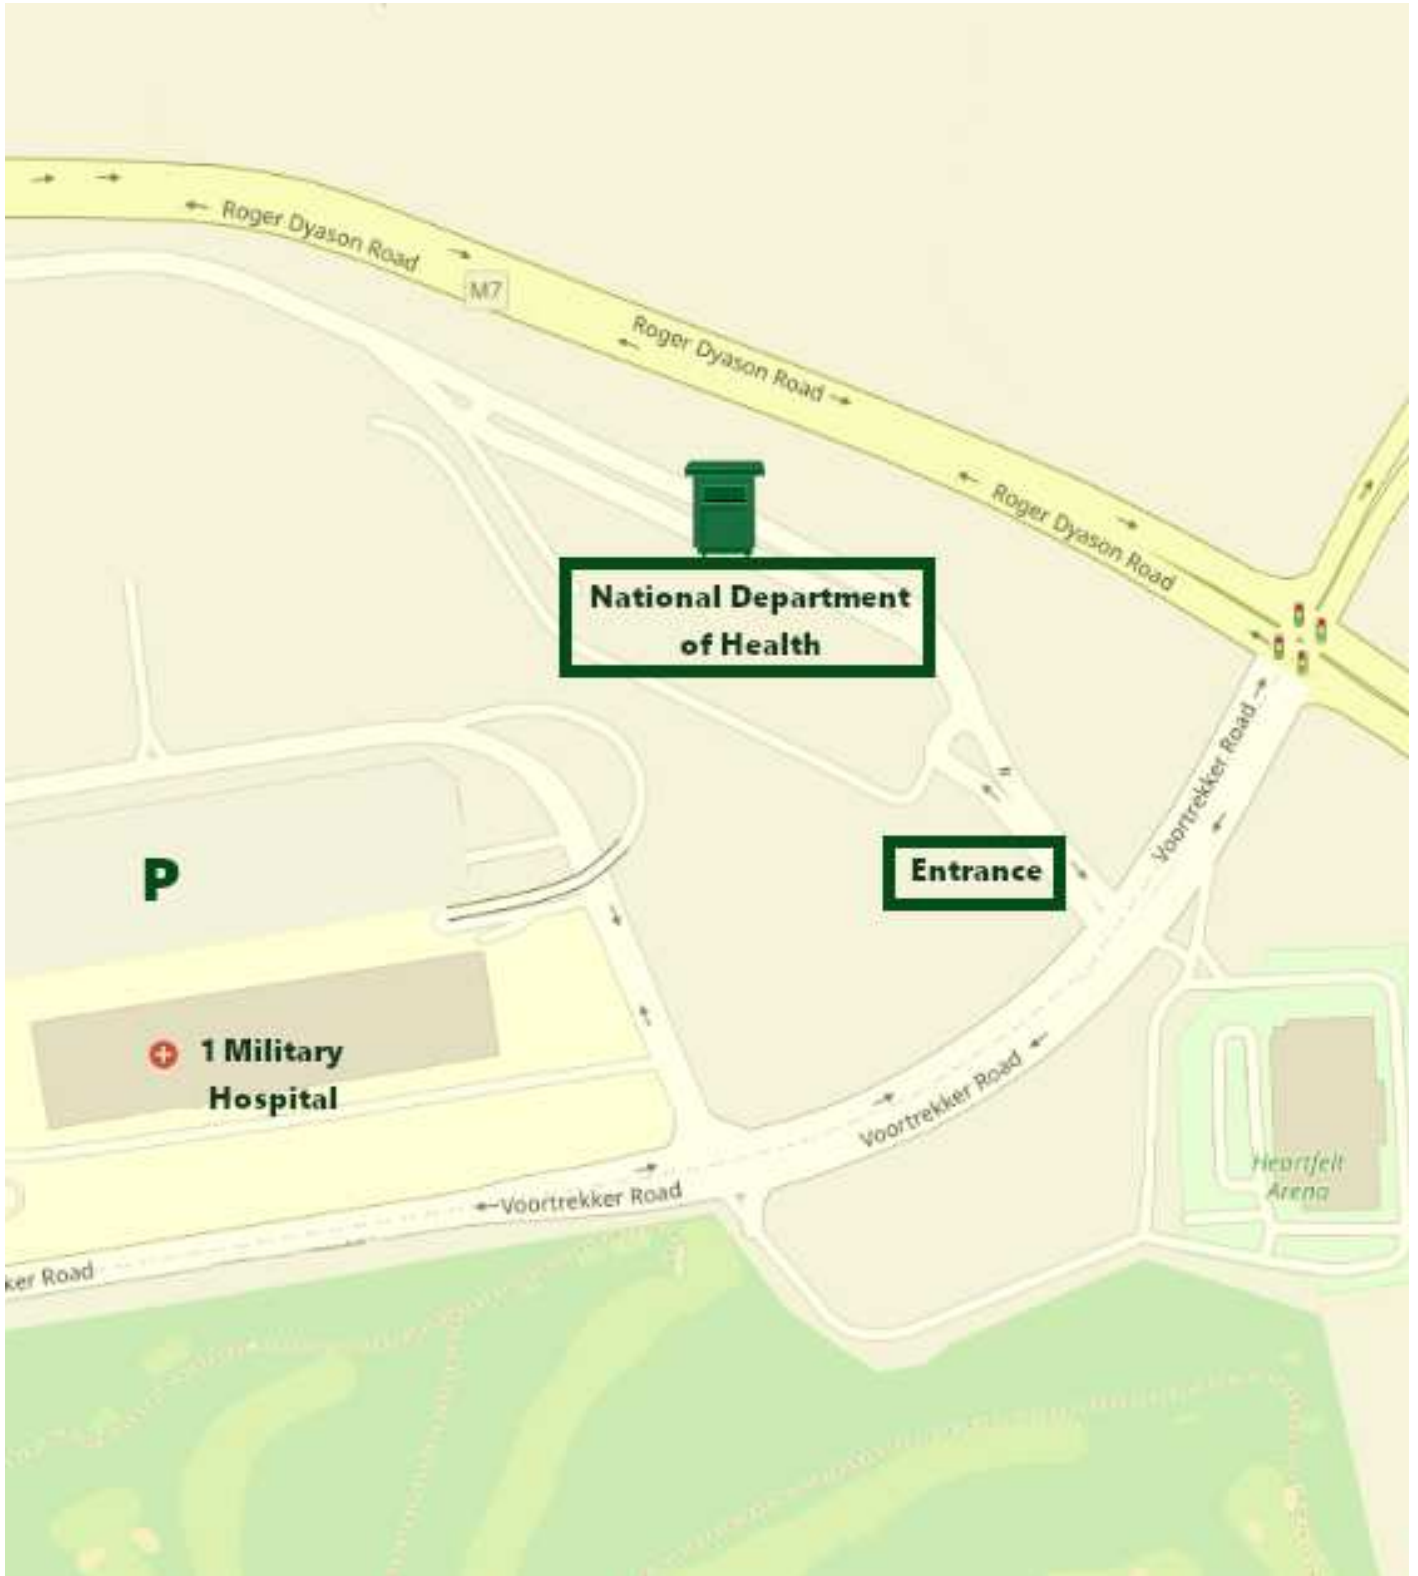 Roger Dyason Road
M7
Roger Dyason Road
Roger Dyason Road
National Department
of Health
Voortrekker Road
Entrance
P
1 Military
Hospital
Voortrekker Road
Heartfelt
Arena
Voortrekker Road
ker Road